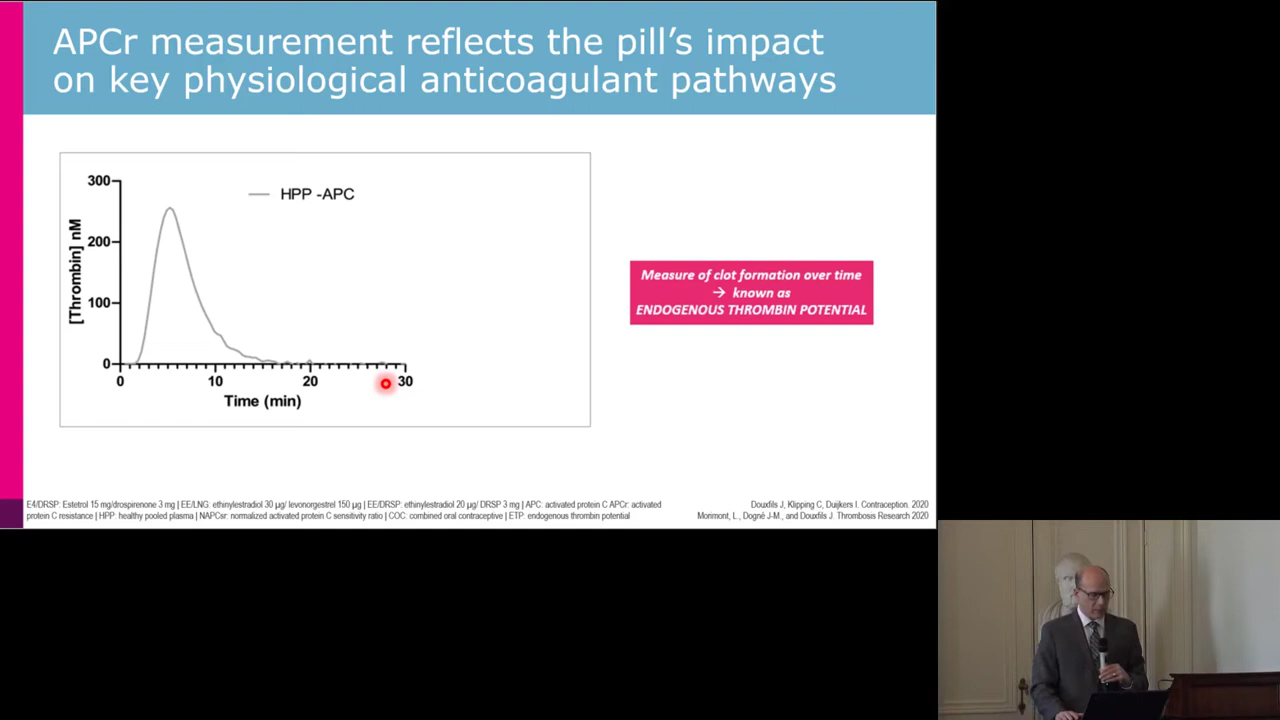 APCr measurement reflects the pill's impact
on key physiological anticoagulant pathways
300
200
100
0
[Thrombin] nM
HPP -APC
0 10 20 30
Time (min)
Measure of clot formation over time
→ known as
ENDOGENOUS THROMBIN POTENTIAL
E4/DRSP: Estetrol 15 mg/drospirenone 3 mg | EE/LNG: ethinylestradiol 30 µg/ levonorgestrel 150 µg | EE/DRSP: ethinylestradiol 20 µg/ DRSP 3 mg | APC: activated protein C APCr: activated
protein C resistance | HPP: healthy pooled plasma | NAPCsr: normalized activated protein C sensitivity ratio | COC: combined oral contraceptive | ETP: endogenous thrombin potential
Douxfils J, Klipping C, Duijkers I. Contraception. 2020
Morimont, L., Dogné J-M., and Douxfils J. Thrombosis Research 2020